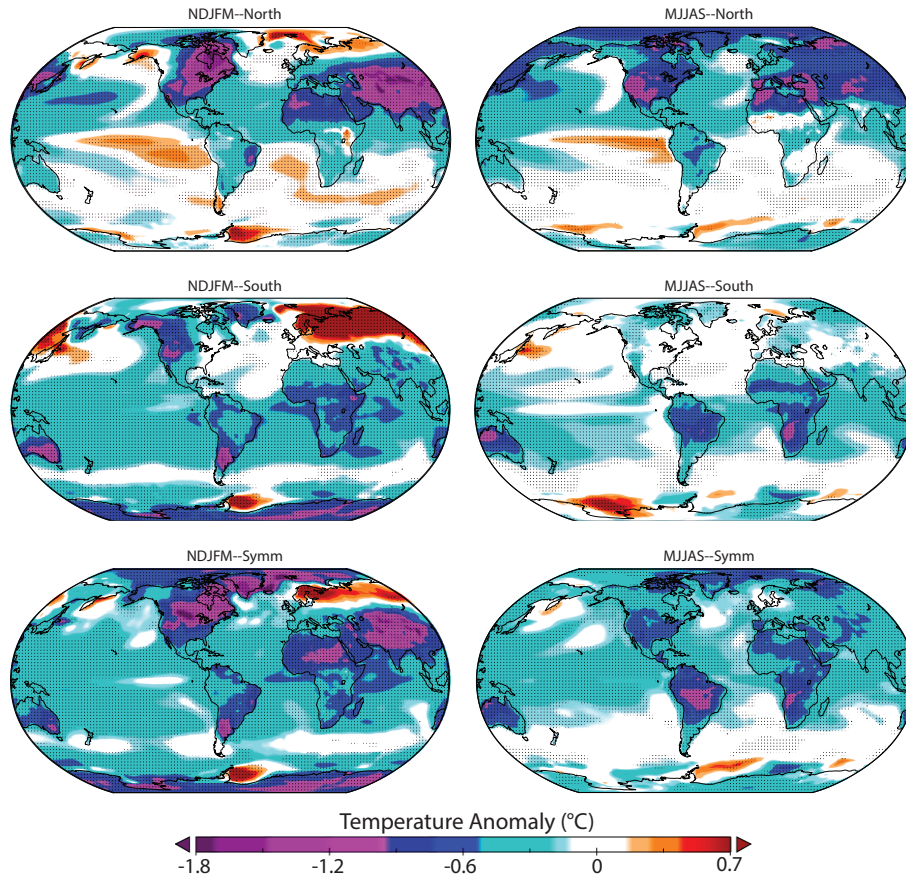 NDJFM--North
MJJAS--North
NDJFM--South
MJJAS--South
NDJFM--Symm
MJJAS--Symm
Temperature Anomaly (°C)
-1.8 -1.2 -0.6 0 0.7